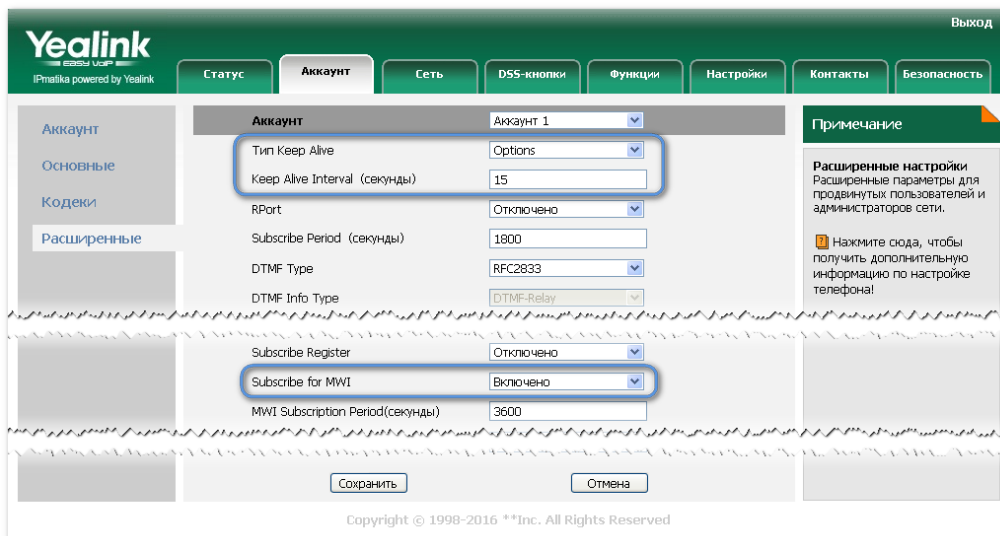 Выход
Yealink
EASY VoIP
IPmatika powered by Yealink
Статус
Аккаунт
Сеть
DSS-кнопки
Функции
Настройки
Контакты
Безопасность
Аккаунт
Основные
Кодеки
Расширенные
Аккаунт Аккаунт 1
Тип Keep Alive Options
Keep Alive Interval (секунды) 15
RPort Отключено
Subscribe Period (секунды) 1800
DTMF Type RFC2833
DTMF Info Type DTMF-Relay
Subscribe Register Отключено
Subscribe for MWI Включено
MWI Subscription Period(секунды) 3600
Сохранить Отмена
Примечание
Расширенные настройки
Расширенные параметры для
продвинутых пользователей и
администраторов сети.
? Нажмите сюда, чтобы
получить дополнительную
информацию по настройке
телефона!
Copyright © 1998-2016 **Inc. All Rights Reserved